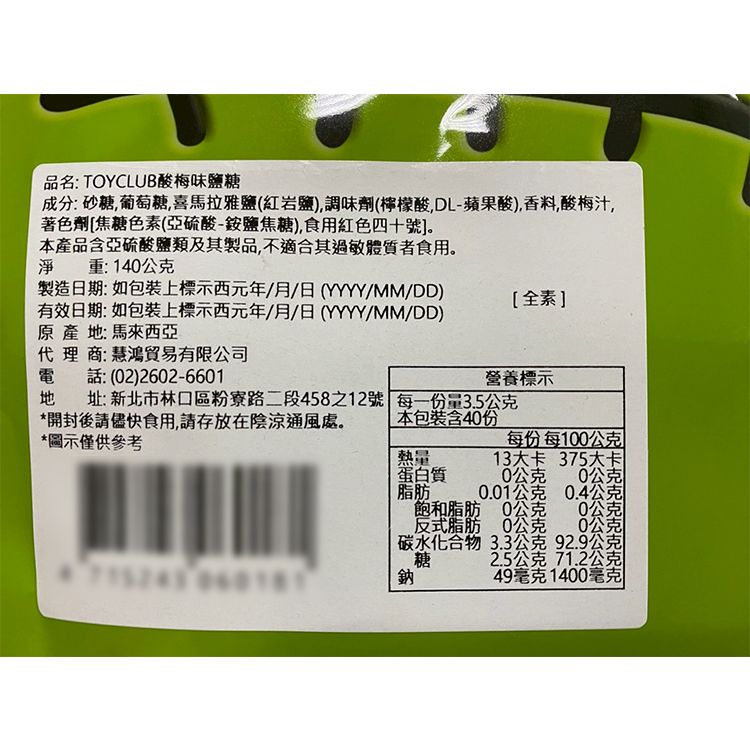 品名: TOYCLUB酸梅味鹽糖
成分: 砂糖,葡萄糖,喜馬拉雅鹽(紅岩鹽),調味劑(檸檬酸,DL-蘋果酸),香料,酸梅汁,
著色劑[焦糖色素(亞硫酸-銨鹽焦糖),食用紅色四十號]。
本產品含亞硫酸鹽類及其製品,不適合其過敏體質者食用。
淨 重: 140公克
製造日期: 如包裝上標示西元年/月/日 (YYYY/MM/DD)
有效日期: 如包裝上標示西元年/月/日 (YYYY/MM/DD)
[全素]
原 產 地: 馬來西亞
代 理 商: 慧鴻貿易有限公司
電 話: (02)2602-6601
地 址: 新北市林口區粉寮路二段458之12號
*開封後請儘快食用,請存放在陰涼通風處。
*圖示僅供參考
營養標示
每一份量3.5公克
本包裝含40份
每份 每100公克
熱量 13大卡 375大卡
蛋白質 0公克 0公克
脂肪 0.01公克 0.4公克
飽和脂肪 0公克 0公克
反式脂肪 0公克 0公克
碳水化合物 3.3公克 92.9公克
糖 2.5公克 71.2公克
鈉 49毫克 1400毫克